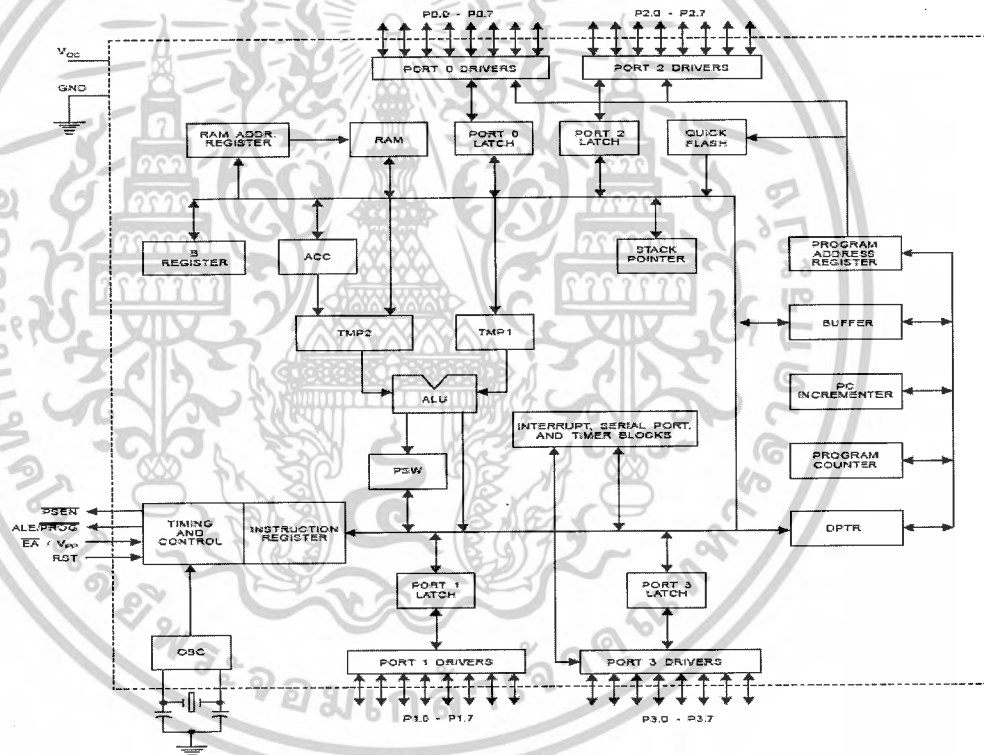 P0.0 - P0.7
P2.0 - P2.7
VCC
PORT 0 DRIVERS
PORT 2 DRIVERS
GND
RAM ADDR.
REGISTER
RAM
PORT 0
LATCH
PORT 2
LATCH
QUICK
FLASH
B
REGISTER
ACC
STACK
POINTER
PROGRAM
ADDRESS
REGISTER
TMP2
TMP1
BUFFER
ALU
PC
INCREMENTER
INTERRUPT, SERIAL PORT,
AND TIMER BLOCKS
PSW
PROGRAM
COUNTER
PSEN
ALE/PROG
EA / VPP
RST
TIMING
AND
CONTROL
INSTRUCTION
REGISTER
DPTR
PORT 1
LATCH
PORT 3
LATCH
OSC
PORT 1 DRIVERS
PORT 3 DRIVERS
P1.0 - P1.7
P3.0 - P3.7